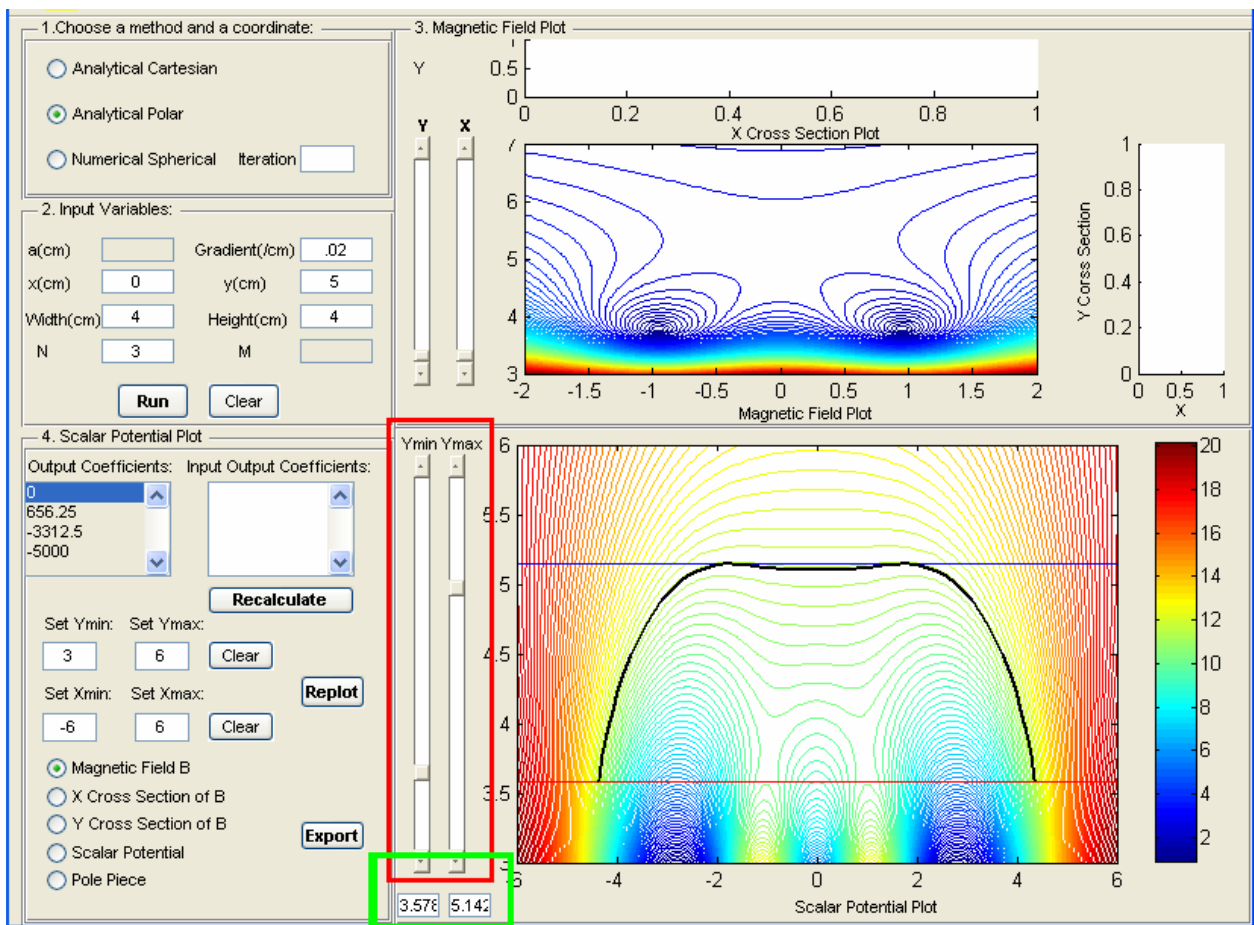 1.Choose a method and a coordinate:
Analytical Cartesian
Analytical Polar
Numerical Spherical Iteration
2. Input Variables:
a(cm) Gradient(/cm) .02
x(cm) 0 y(cm) 5
Width(cm) 4 Height(cm) 4
N 3 M
Run Clear
3. Magnetic Field Plot
Y
1
0.5
0
0 0.2 0.4 0.6 0.8 1
X Cross Section Plot
Y X
7
6
5
4
3
-2 -1.5 -1 -0.5 0 0.5 1 1.5 2
Magnetic Field Plot
Y Corss Section
1
0.8
0.6
0.4
0.2
0
0 0.5 1
X
4. Scalar Potential Plot
Output Coefficients: Input Output Coefficients:
0
656.25
-3312.5
-5000
Recalculate
Set Ymin: Set Ymax:
3 6 Clear
Set Xmin: Set Xmax:
-6 6 Clear
Replot
Magnetic Field B
X Cross Section of B
Y Cross Section of B
Scalar Potential
Pole Piece
Export
Ymin Ymax
3.578 5.142
6
5.5
5
4.5
4
3.5
3
-6 -4 -2 0 2 4 6
Scalar Potential Plot
20
18
16
14
12
10
8
6
4
2